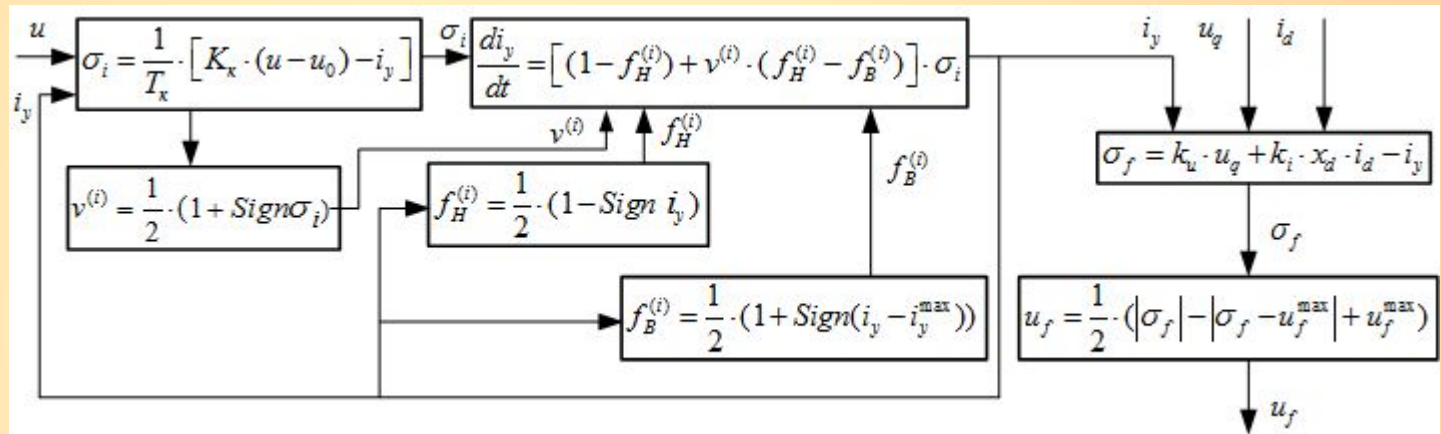 u
i_y
σ_i = 1/T_к · [K_к · (u − u_0) − i_y]
σ_i
di_y/dt = [(1 − f_H^(i)) + ν^(i) · (f_H^(i) − f_B^(i))] · σ_i
i_y u_q i_d
ν^(i)
f_H^(i)
f_B^(i)
σ_f = k_u · u_q + k_i · x_d · i_d − i_y
ν^(i) = 1/2 · (1 + Signσ_i)
f_H^(i) = 1/2 · (1 − Sign i_y)
σ_f
f_B^(i) = 1/2 · (1 + Sign(i_y − i_y^max))
u_f = 1/2 · (|σ_f| − |σ_f − u_f^max| + u_f^max)
u_f